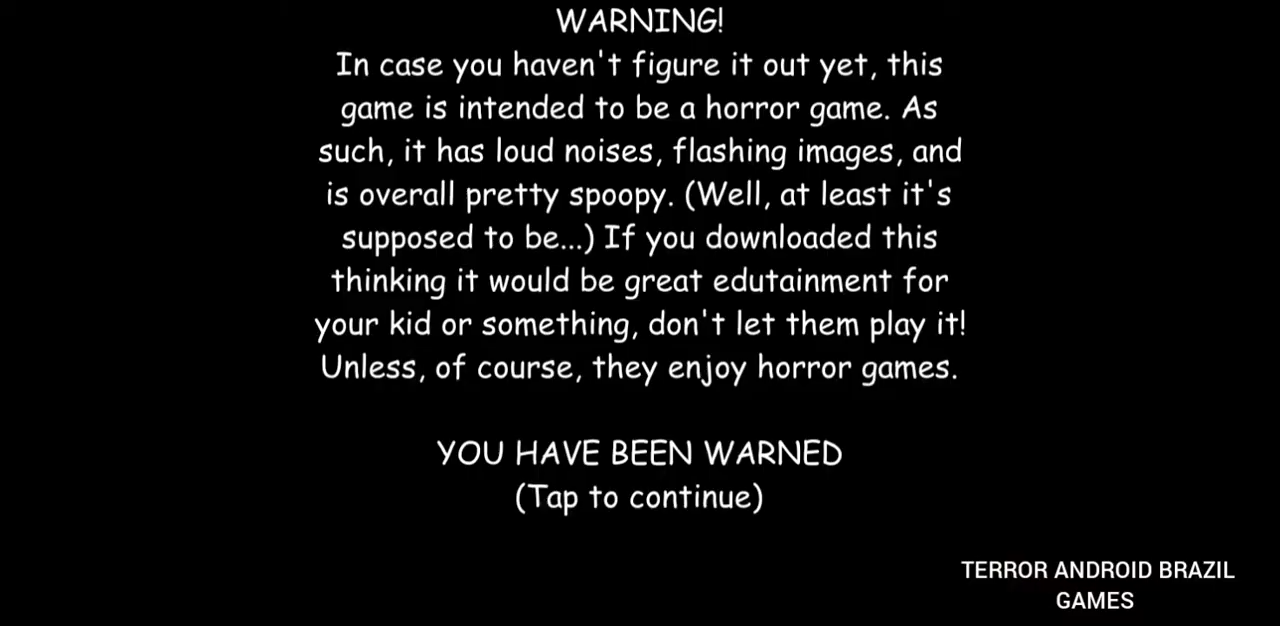 WARNING!
In case you haven't figure it out yet, this
game is intended to be a horror game. As
such, it has loud noises, flashing images, and
is overall pretty spoopy. (Well, at least it's
supposed to be...) If you downloaded this
thinking it would be great edutainment for
your kid or something, don't let them play it!
Unless, of course, they enjoy horror games.
YOU HAVE BEEN WARNED
(Tap to continue)
TERROR ANDROID BRAZIL
GAMES